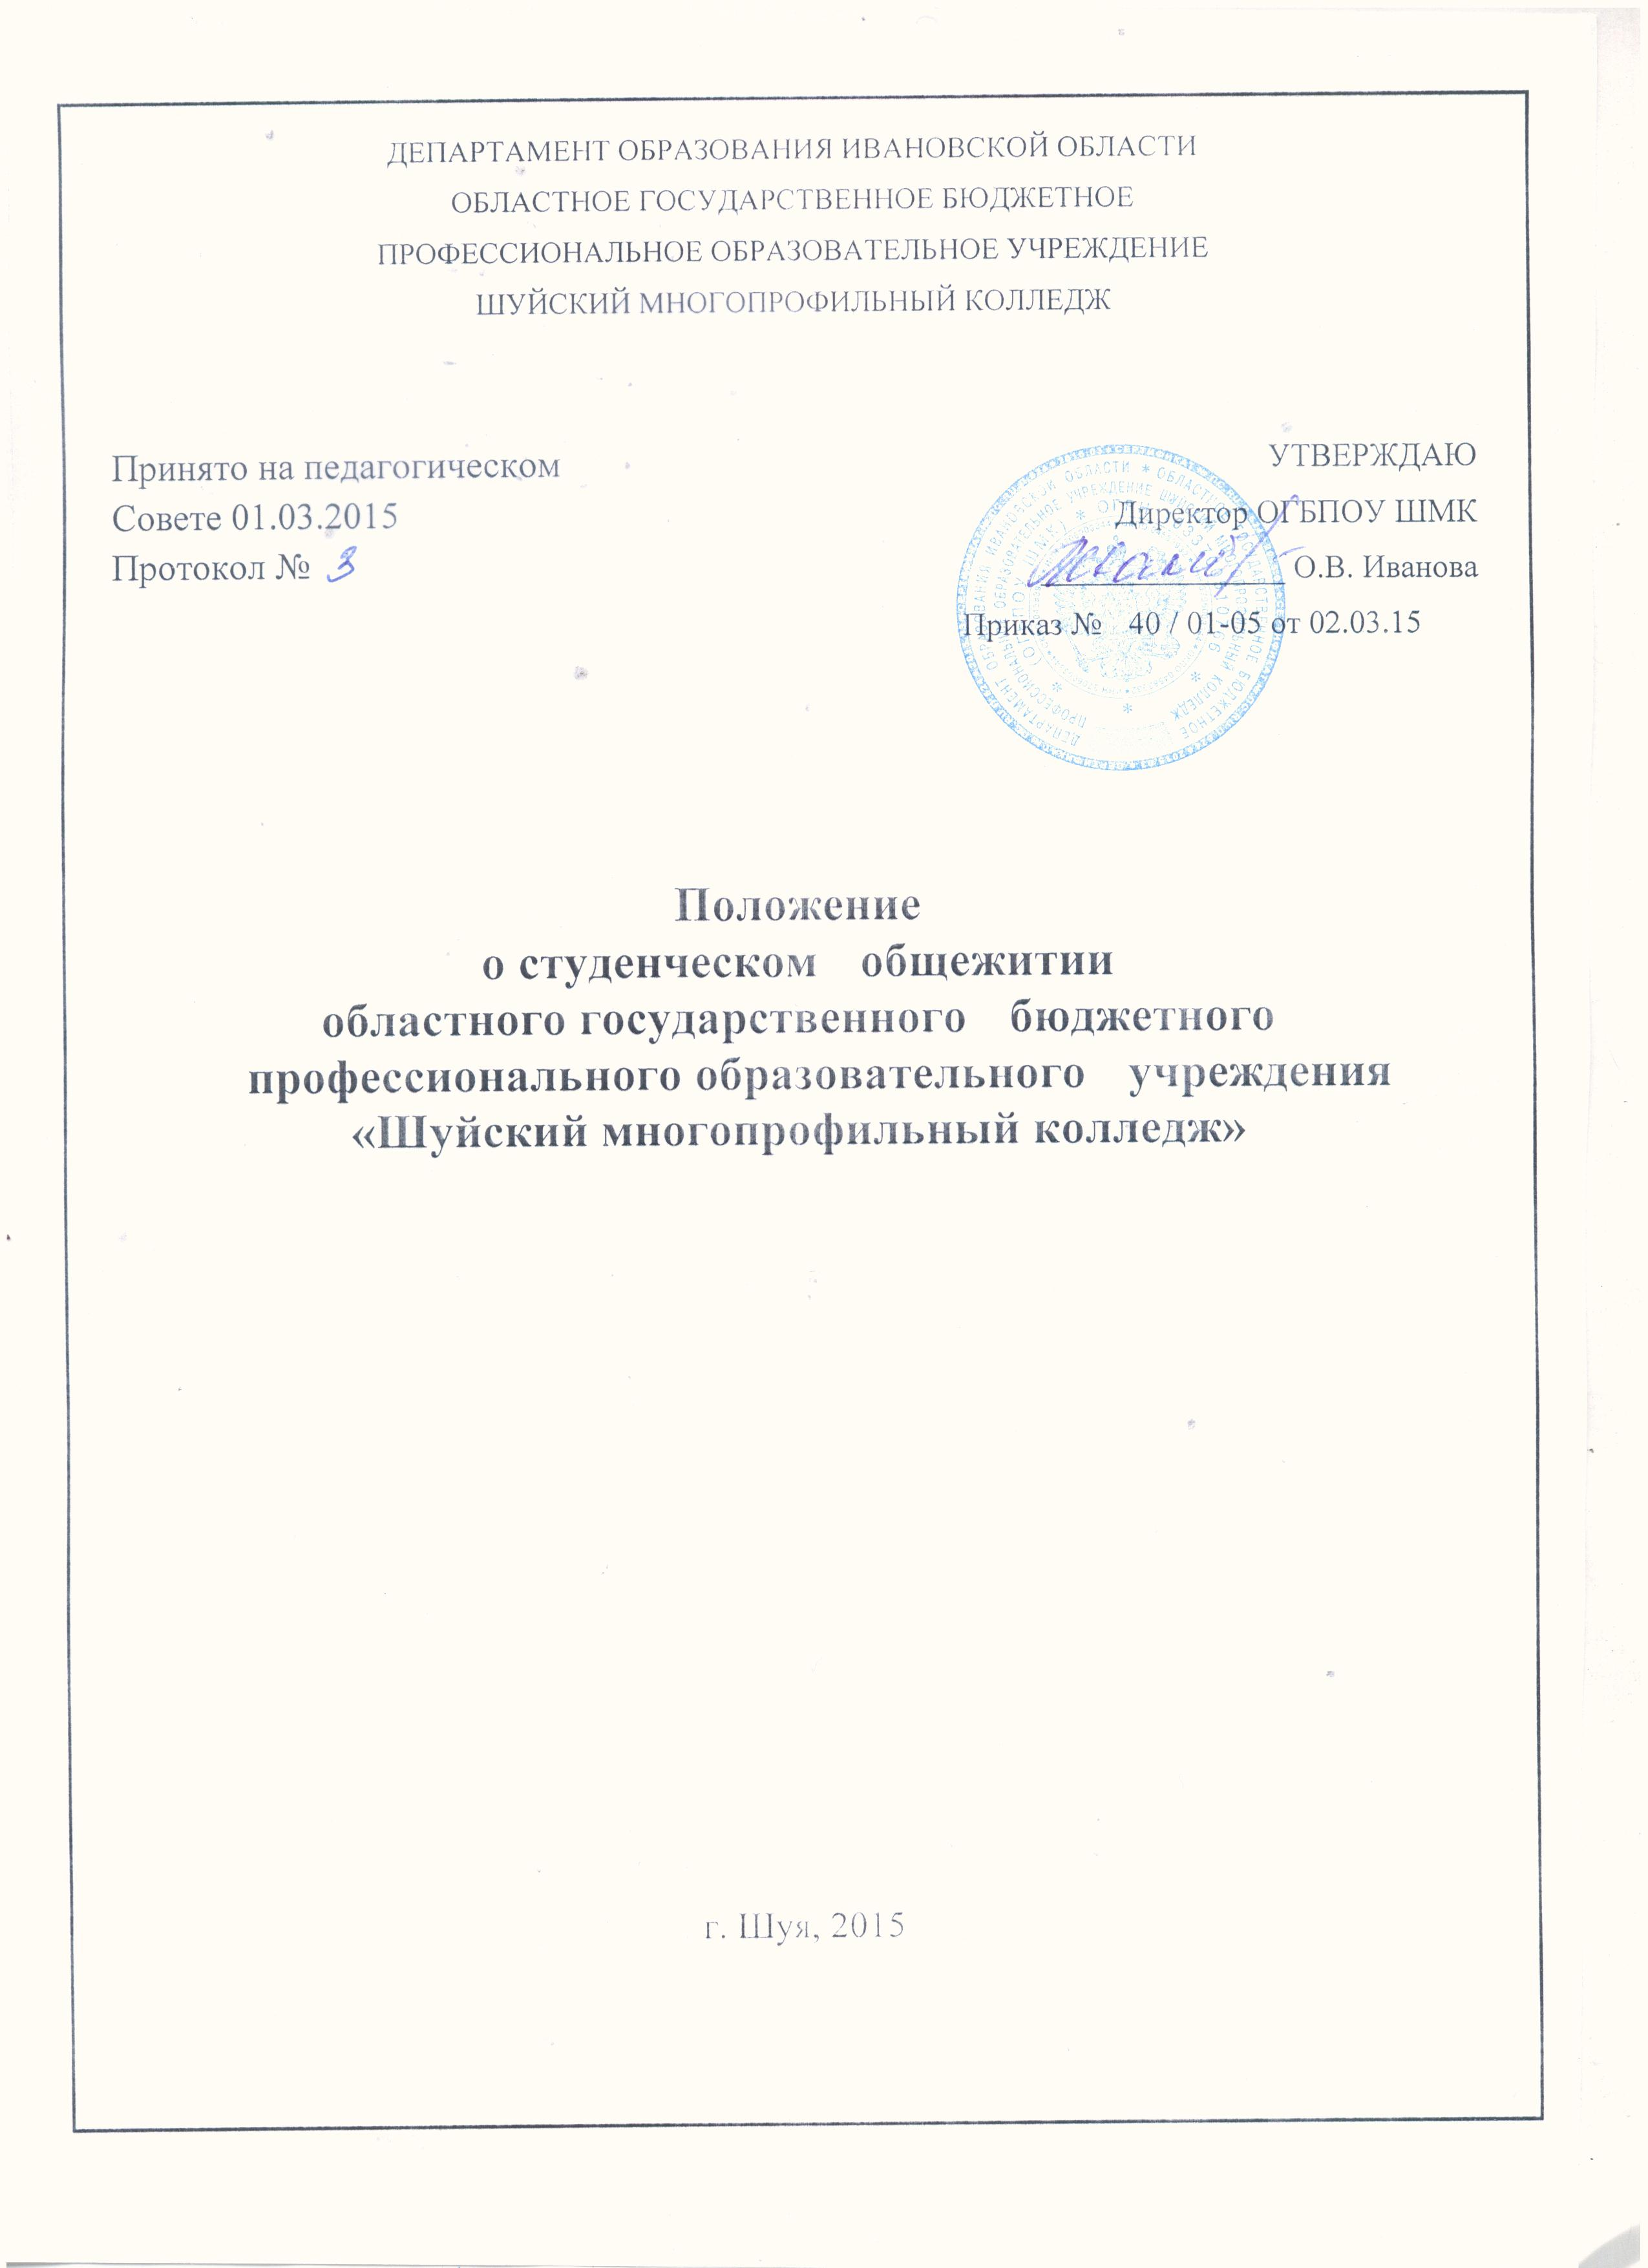 ДЕПАРТАМЕНТ ОБРАЗОВАНИЯ ИВАНОВСКОЙ ОБЛАСТИ
ОБЛАСТНОЕ ГОСУДАРСТВЕННОЕ БЮДЖЕТНОЕ
ПРОФЕССИОНАЛЬНОЕ ОБРАЗОВАТЕЛЬНОЕ УЧРЕЖДЕНИЕ
ШУЙСКИЙ МНОГОПРОФИЛЬНЫЙ КОЛЛЕДЖ
Принято на педагогическом
Совете 01.03.2015
Протокол № 3
УТВЕРЖДАЮ
Директор ОГБПОУ ШМК
О.В. Иванова
Приказ № 40 / 01-05 от 02.03.15
Положение
о студенческом общежитии
областного государственного бюджетного
профессионального образовательного учреждения
«Шуйский многопрофильный колледж»
г. Шуя, 2015